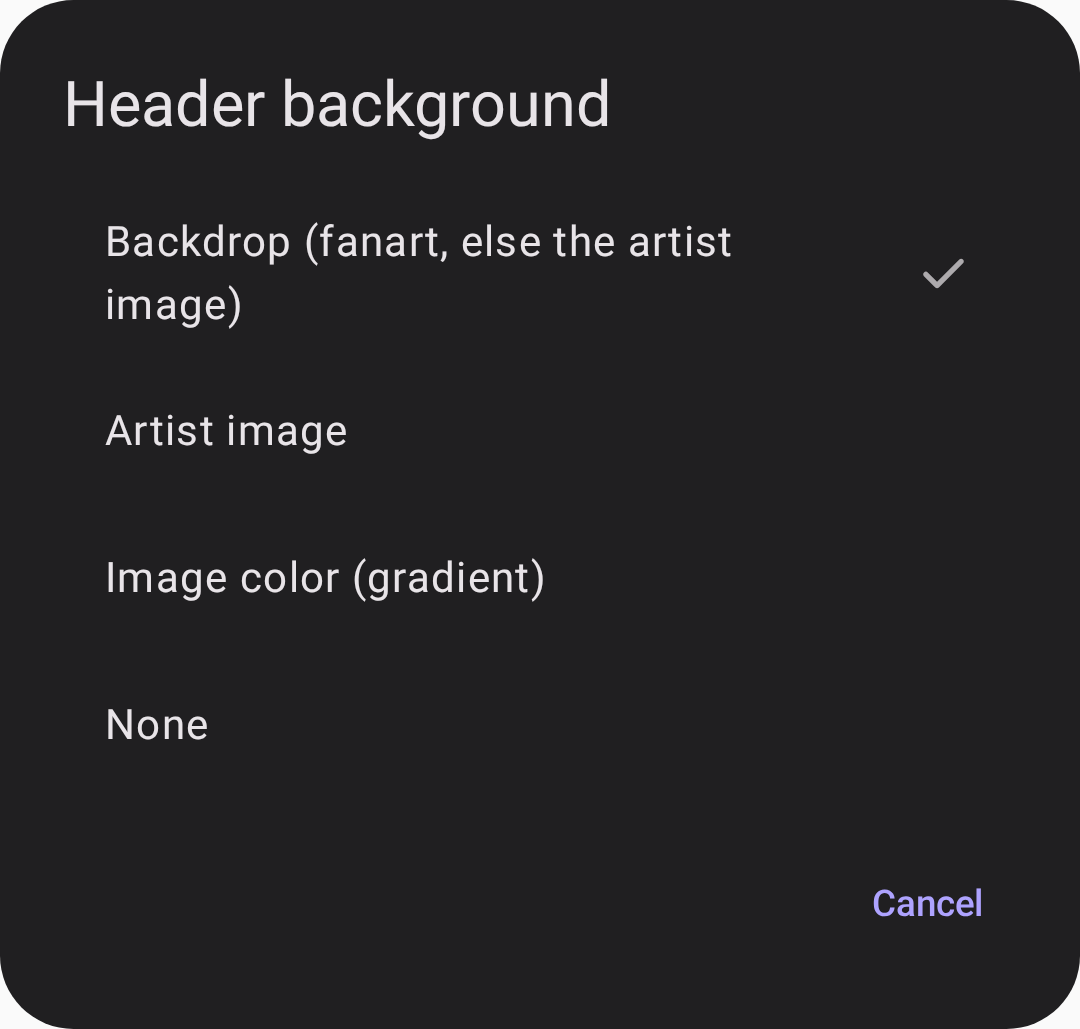 Header background
Backdrop (fanart, else the artist
image)
Artist image
Image color (gradient)
None
Cancel